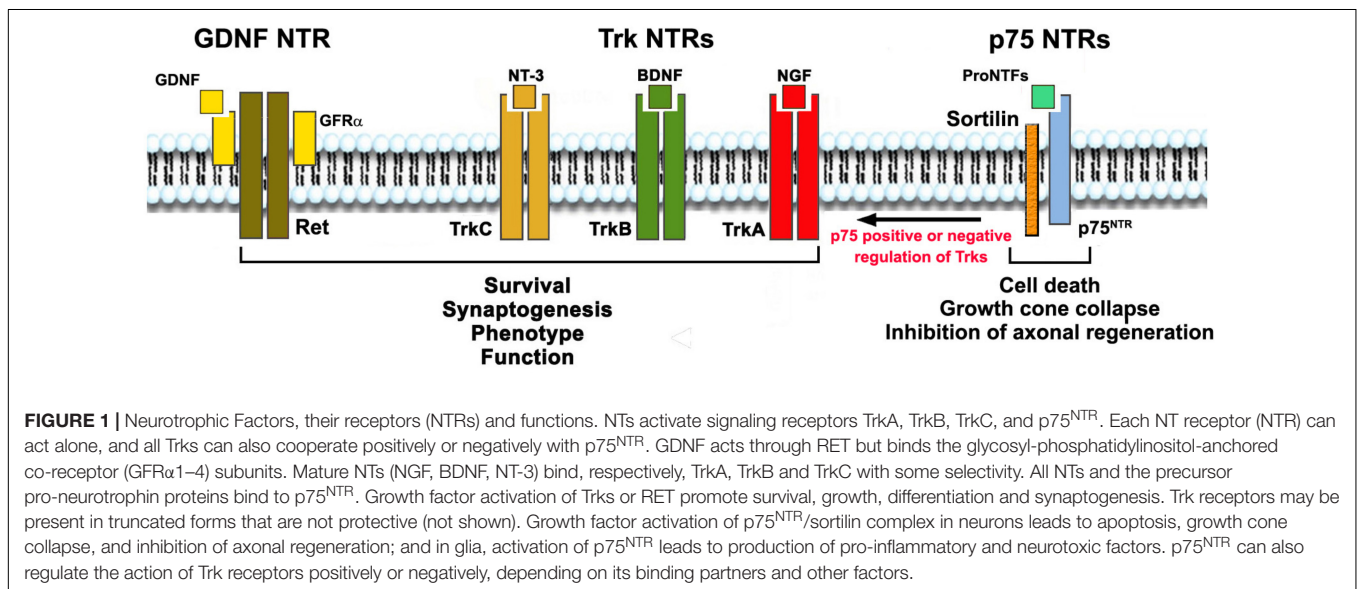 GDNF NTR
Trk NTRs
p75 NTRs
GDNF
GFRα
NT-3
BDNF
NGF
ProNTFs
Sortilin
Ret
TrkC
TrkB
TrkA
p75 positive or negative
regulation of Trks
p75NTR
Survival
Synaptogenesis
Phenotype
Function
Cell death
Growth cone collapse
Inhibition of axonal regeneration
FIGURE 1 | Neurotrophic Factors, their receptors (NTRs) and functions. NTs activate signaling receptors TrkA, TrkB, TrkC, and p75NTR. Each NT receptor (NTR) can
act alone, and all Trks can also cooperate positively or negatively with p75NTR. GDNF acts through RET but binds the glycosyl-phosphatidylinositol-anchored
co-receptor (GFRα1–4) subunits. Mature NTs (NGF, BDNF, NT-3) bind, respectively, TrkA, TrkB and TrkC with some selectivity. All NTs and the precursor
pro-neurotrophin proteins bind to p75NTR. Growth factor activation of Trks or RET promote survival, growth, differentiation and synaptogenesis. Trk receptors may be
present in truncated forms that are not protective (not shown). Growth factor activation of p75NTR/sortilin complex in neurons leads to apoptosis, growth cone
collapse, and inhibition of axonal regeneration; and in glia, activation of p75NTR leads to production of pro-inflammatory and neurotoxic factors. p75NTR can also
regulate the action of Trk receptors positively or negatively, depending on its binding partners and other factors.